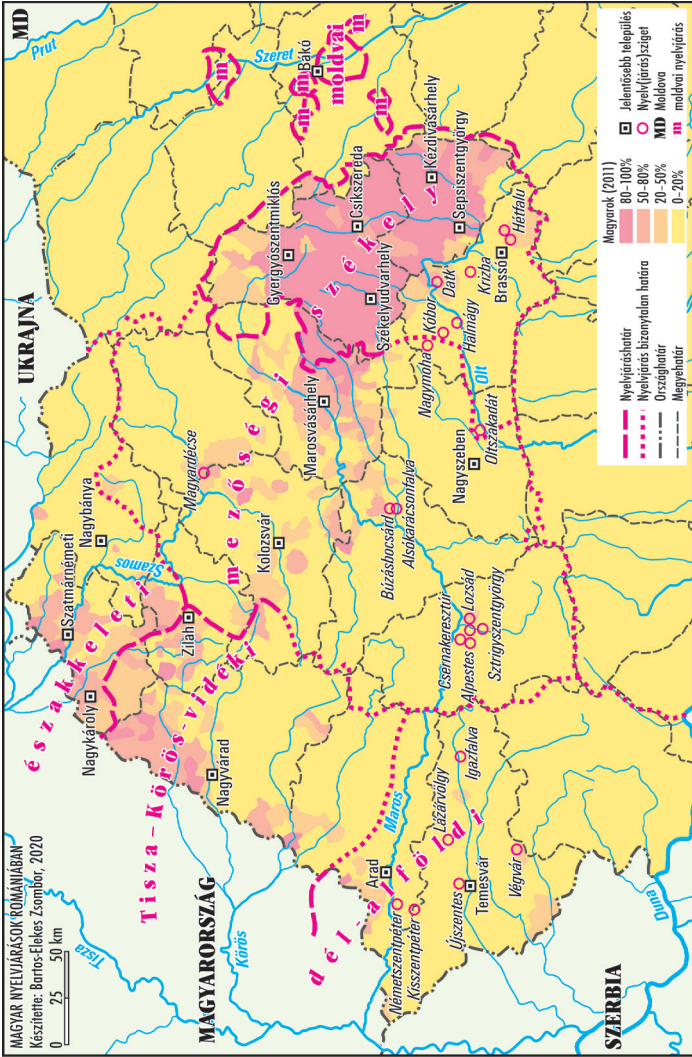 MAGYAR NYELVJÁRÁSOK ROMÁNIÁBAN
Készítette: Bartos-Elekes Zsombor, 2020
0 25 50 km
UKRAJNA
MD
MAGYARORSZÁG
SZERBIA
Tisza
Körös
Szamos
Maros
Olt
Duna
Prut
Szeret
északkeleti
Tisza–Körös-vidéki
dél-alföldi
mezőségi
székely
moldvai
m
m
m
m
Szatmárnémeti
Nagybánya
Nagykároly
Zilah
Nagyvárad
Magyardécse
Kolozsvár
Marosvásárhely
Gyergyószentmiklós
Csíkszereda
Székelyudvarhely
Kézdivásárhely
Sepsiszentgyörgy
Bákó
Búzásbocsárd
Alsókarácsonfalva
Nagymoha
Kóbor
Datk
Halmágy
Krizba
Brassó
Hétfalu
Nagyszeben
Oltszakadát
Csernakeresztúr
Alpestes
Lozsád
Sztrigyszentgyörgy
Arad
Németszentpéter
Kisszentpéter
Lázárvölgy
Igazfalva
Újszentes
Temesvár
Végvár
Nyelvjáráshatár
Nyelvjárás bizonytalan határa
Országhatár
Megyehatár
Magyarok (2011)
80–100%
50–80%
20–50%
0–20%
Jelentősebb település
Nyelv(járás)sziget
MD Moldova
m moldvai nyelvjárás